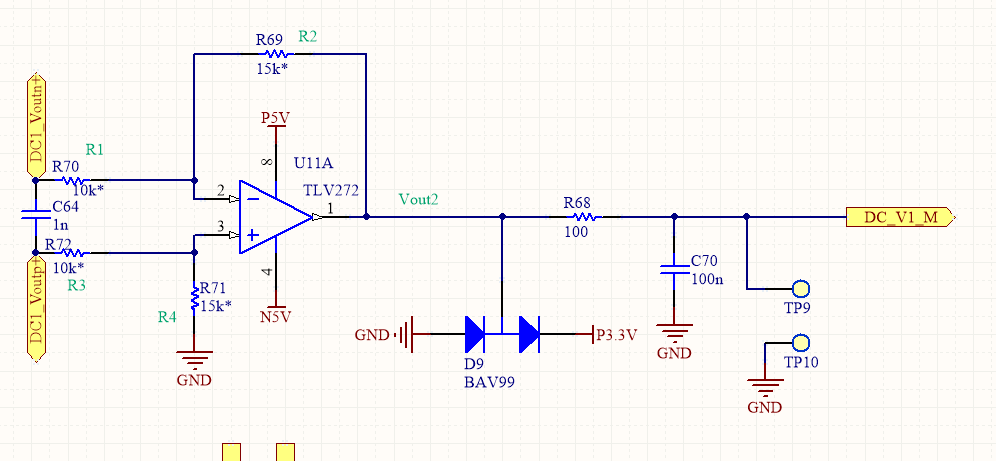 R69
R2
15k*
DC1_Voutn+
P5V
8
U11A
TLV272
R1
R70
10k*
2
C64
1n
1
Vout2
R68
100
DC_V1_M
3
R72
10k*
R3
4
R71
15k*
R4
DC1_Voutp+
N5V
C70
100n
TP9
GND
P3.3V
GND
D9
BAV99
TP10
GND
GND